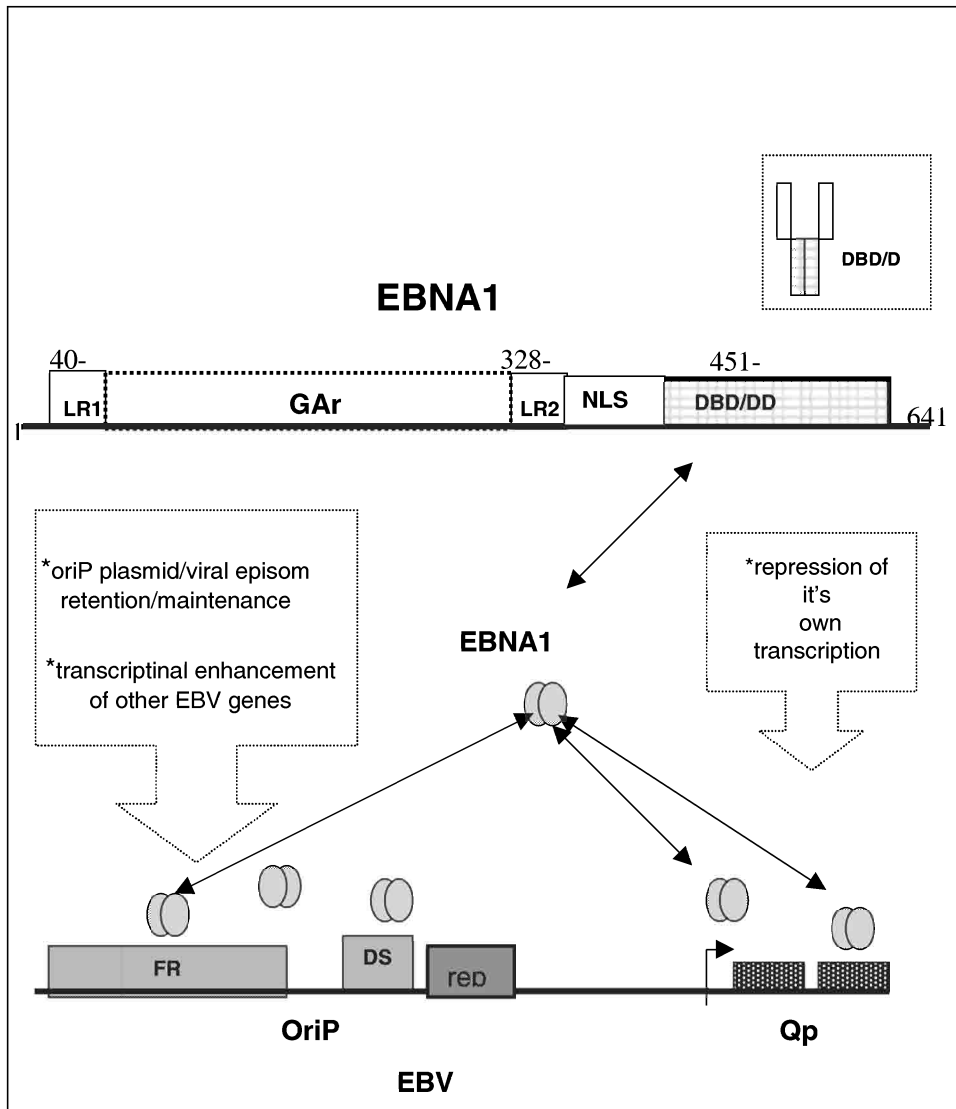 DBD/D
EBNA1
40-
328-
451-
LR1
GAr
LR2
NLS
DBD/DD
641
*oriP plasmid/viral episom
retention/maintenance
*transcriptinal enhancement
of other EBV genes
*repression of
it's
own
transcription
EBNA1
FR
DS
rep
OriP
Qp
EBV